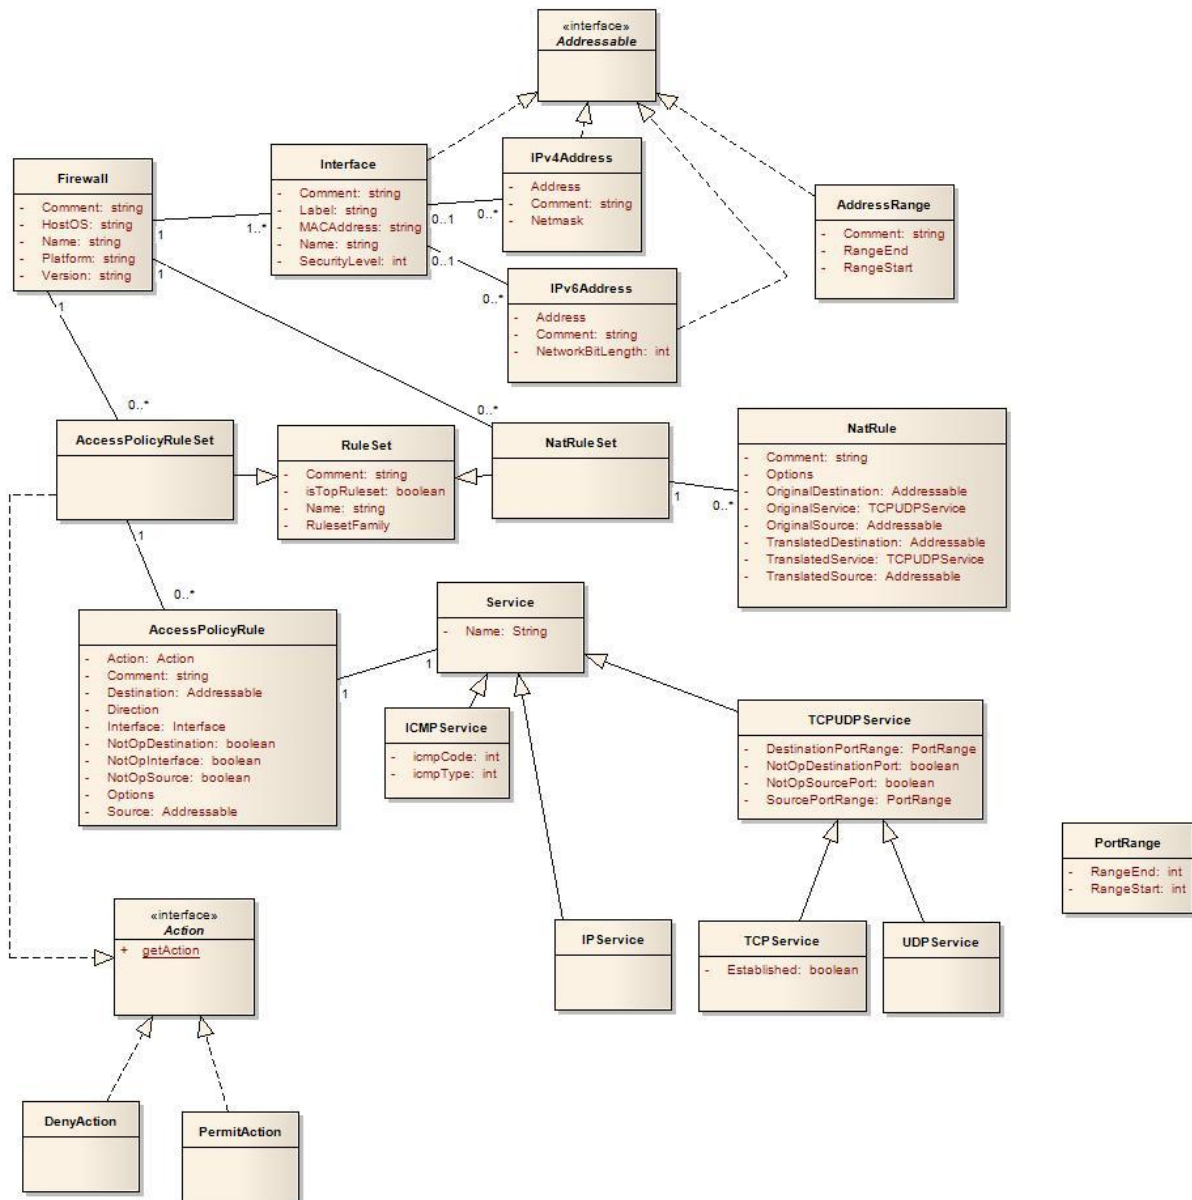 «interface»
Addressable
Firewall
- Comment: string
- HostOS: string
- Name: string
- Platform: string
- Version: string
Interface
- Comment: string
- Label: string
- MACAddress: string
- Name: string
- SecurityLevel: int
IPv4Address
- Address
- Comment: string
- Netmask
AddressRange
- Comment: string
- RangeEnd
- RangeStart
1
1..*
0..1
0..*
1
0..1
0..*
IPv6Address
- Address
- Comment: string
- NetworkBitLength: int
1
0..*
0..*
AccessPolicyRuleSet
RuleSet
- Comment: string
- isTopRuleset: boolean
- Name: string
- RulesetFamily
NatRuleSet
1
0..*
NatRule
- Comment: string
- Options
- OriginalDestination: Addressable
- OriginalService: TCPUDPService
- OriginalSource: Addressable
- TranslatedDestination: Addressable
- TranslatedService: TCPUDPService
- TranslatedSource: Addressable
1
0..*
AccessPolicyRule
- Action: Action
- Comment: string
- Destination: Addressable
- Direction
- Interface: Interface
- NotOpDestination: boolean
- NotOpInterface: boolean
- NotOpSource: boolean
- Options
- Source: Addressable
1
1
Service
- Name: String
ICMPService
- icmpCode: int
- icmpType: int
TCPUDPService
- DestinationPortRange: PortRange
- NotOpDestinationPort: boolean
- NotOpSourcePort: boolean
- SourcePortRange: PortRange
PortRange
- RangeEnd: int
- RangeStart: int
«interface»
Action
+ getAction
IPService
TCPService
- Established: boolean
UDPService
DenyAction
PermitAction